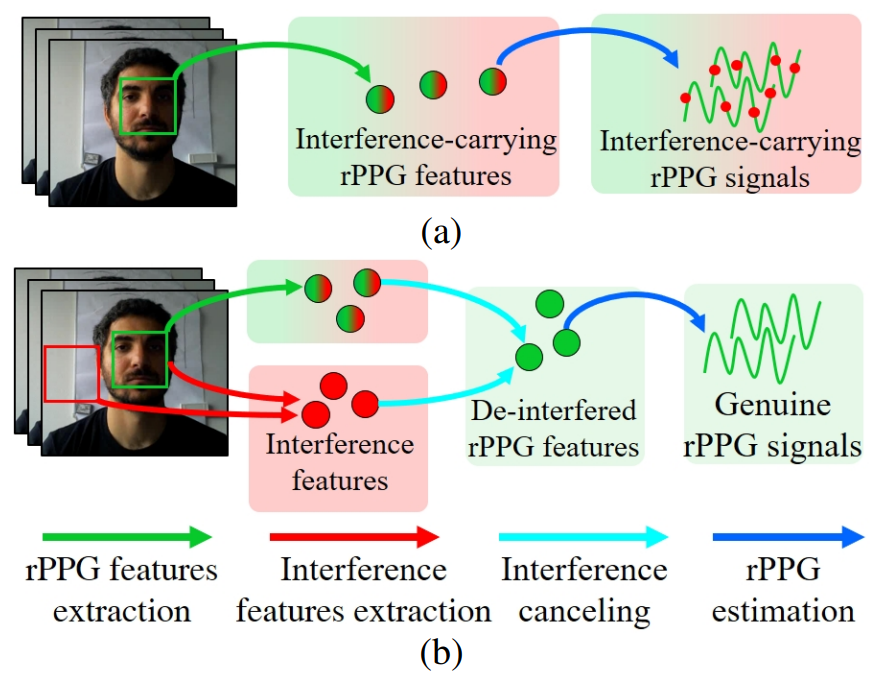 Interference-carrying
rPPG features
Interference-carrying
rPPG signals
(a)
Interference
features
De-interfered
rPPG features
Genuine
rPPG signals
rPPG features
extraction
Interference
features extraction
Interference
canceling
rPPG
estimation
(b)